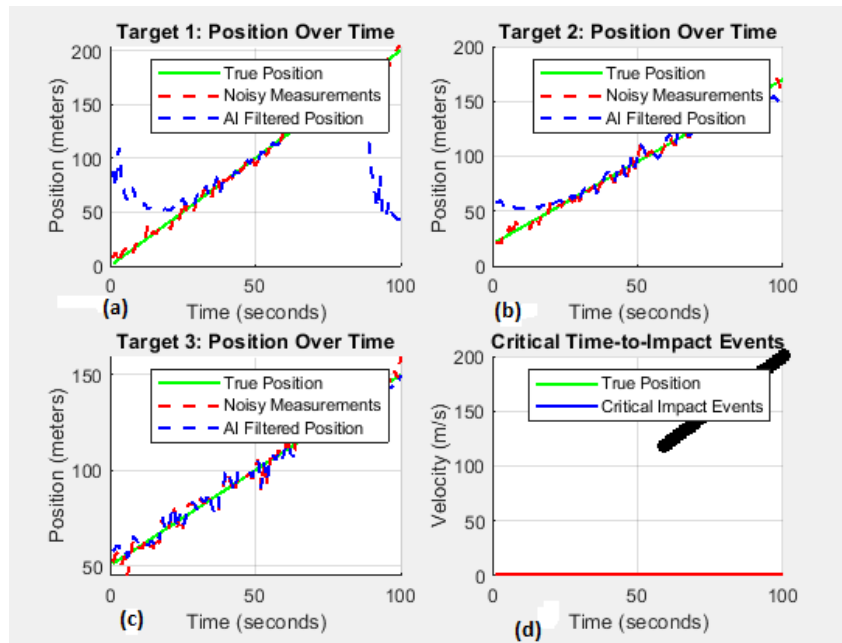 Target 1: Position Over Time
Position (meters)
200
150
100
50
0
True Position
Noisy Measurements
AI Filtered Position
0
50
100
(a)
Time (seconds)
Target 2: Position Over Time
Position (meters)
200
150
100
50
0
True Position
Noisy Measurements
AI Filtered Position
0
50
100
(b)
Time (seconds)
Target 3: Position Over Time
Position (meters)
150
100
50
True Position
Noisy Measurements
AI Filtered Position
0
50
100
(c)
Time (seconds)
Critical Time-to-Impact Events
Velocity (m/s)
200
150
100
50
0
True Position
Critical Impact Events
0
50
100
(d)
Time (seconds)